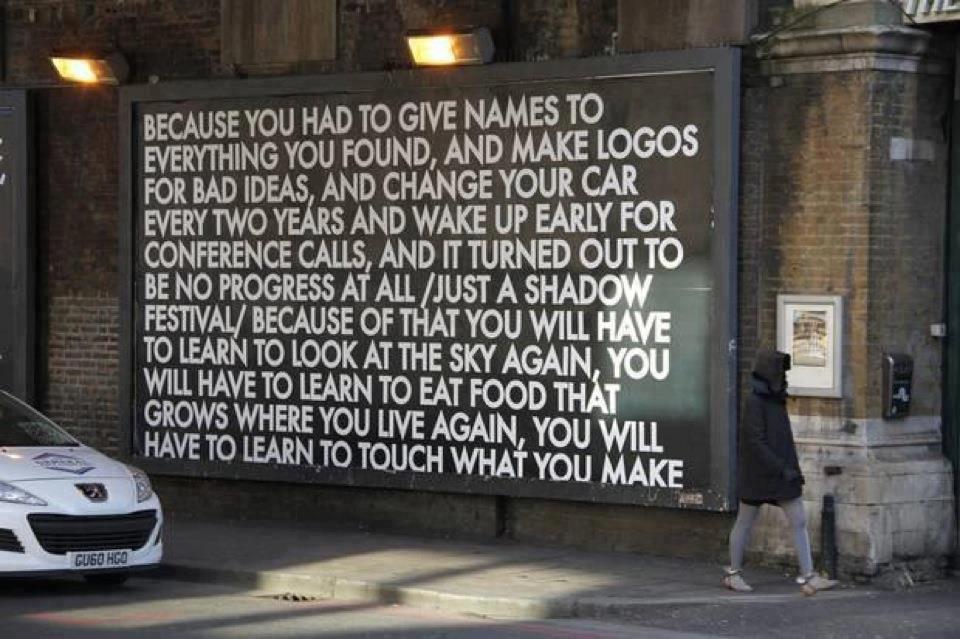 BECAUSE YOU HAD TO GIVE NAMES TO
EVERYTHING YOU FOUND, AND MAKE LOGOS
FOR BAD IDEAS, AND CHANGE YOUR CAR
EVERY TWO YEARS AND WAKE UP EARLY FOR
CONFERENCE CALLS, AND IT TURNED OUT TO
BE NO PROGRESS AT ALL /JUST A SHADOW
FESTIVAL/ BECAUSE OF THAT YOU WILL HAVE
TO LEARN TO LOOK AT THE SKY AGAIN, YOU
WILL HAVE TO LEARN TO EAT FOOD THAT
GROWS WHERE YOU LIVE AGAIN, YOU WILL
HAVE TO LEARN TO TOUCH WHAT YOU MAKE
GU60 HGO